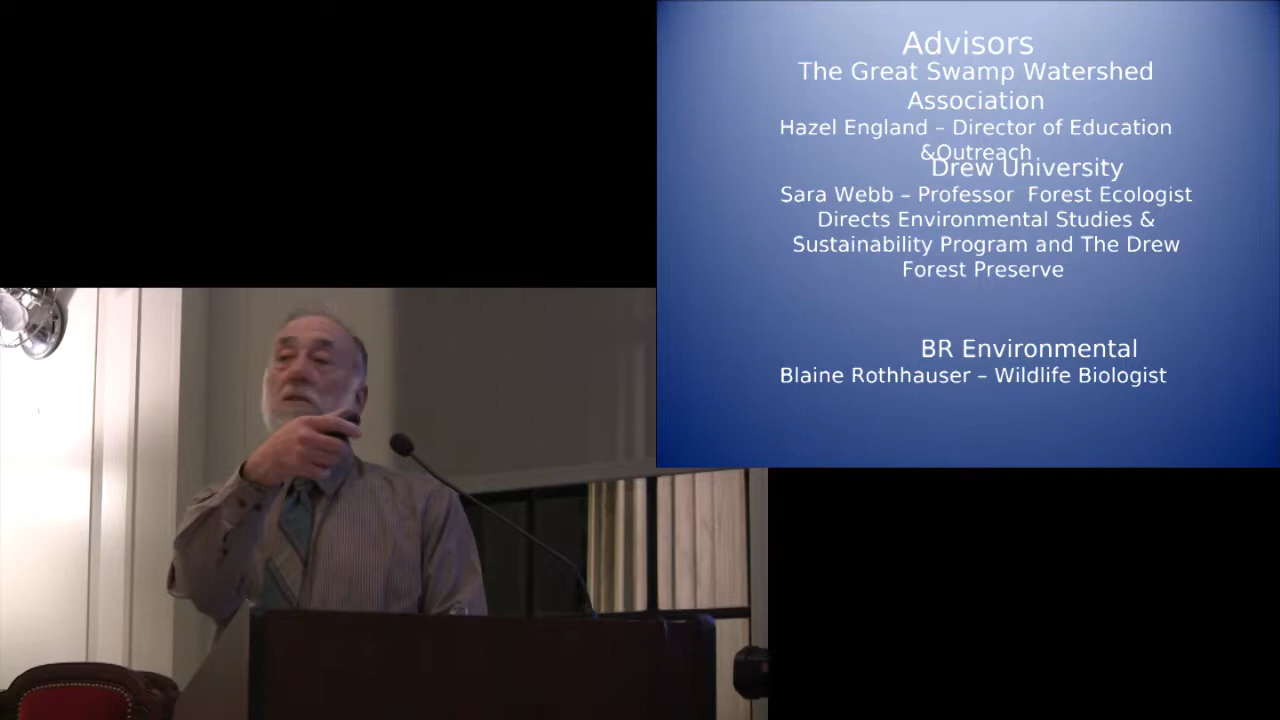 Advisors
The Great Swamp Watershed
Association
Hazel England – Director of Education
&Outreach
Drew University
Sara Webb – Professor  Forest Ecologist
Directs Environmental Studies &
Sustainability Program and The Drew
Forest Preserve
BR Environmental
Blaine Rothhauser – Wildlife Biologist